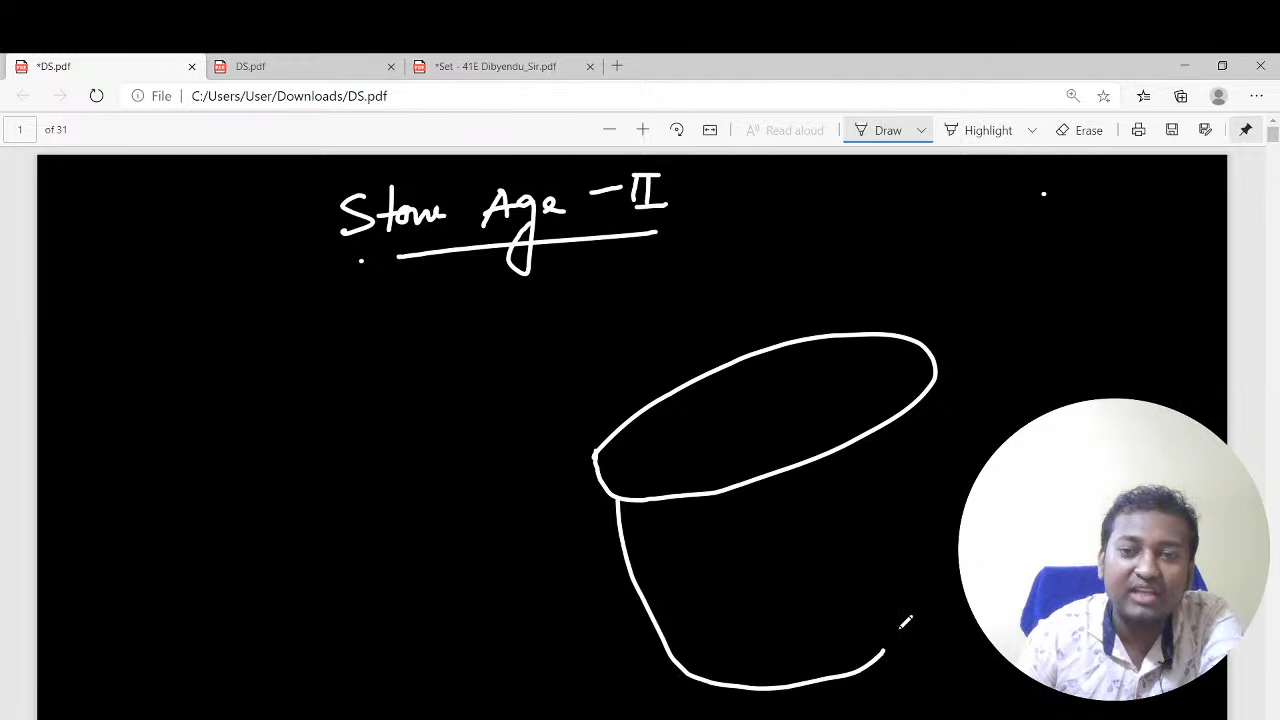 *DS.pdf
DS.pdf
*Set - 41E Dibyendu_Sir.pdf
File C:/Users/User/Downloads/DS.pdf
1 of 31
Read aloud
Draw
Highlight
Erase
Stone Age - II